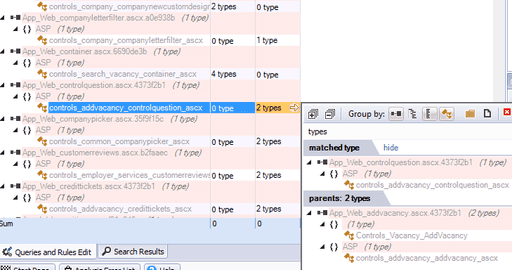 controls_company_companynewcustomdesign 2 types 0 type
App_Web_companyletterfilter.ascx.a0e938b (1 type)
{ } ASP (1 type)
controls_company_companyletterfilter_ascx 0 type 1 type
App_Web_container.ascx.6690de3b (1 type)
{ } ASP (1 type)
controls_search_vacancy_container_ascx 4 types 0 type
App_Web_controlquestion.ascx.4373f2b1 (1 type)
{ } ASP (1 type)
controls_addvacancy_controlquestion_ascx 0 type 2 types
App_Web_companypicker.ascx.35f9f15c (1 type)
{ } ASP (1 type)
controls_common_companypicker_ascx 0 type 2 types
App_Web_customerreviews.ascx.b2faaec (1 type)
{ } ASP (1 type)
controls_employer_services_customerreviews 0 type 2 types
App_Web_credittickets.ascx.4373f2b1 (1 type)
{ } ASP (1 type)
controls_addvacancy_credittickets_ascx 0 type 2 types
Sum 0 0
Queries and Rules Edit Search Results
Start Page Analysis Error List Help
Group by:
types
matched type hide
App_Web_controlquestion.ascx.4373f2b1 (1 type)
{ } ASP (1 type)
controls_addvacancy_controlquestion_ascx
parents: 2 types
App_Web_addvacancy.ascx.4373f2b1 (2 types)
{ } (1 type)
Controls_Vacancy_AddVacancy
{ } ASP (1 type)
controls_addvacancy_addvacancy_ascx